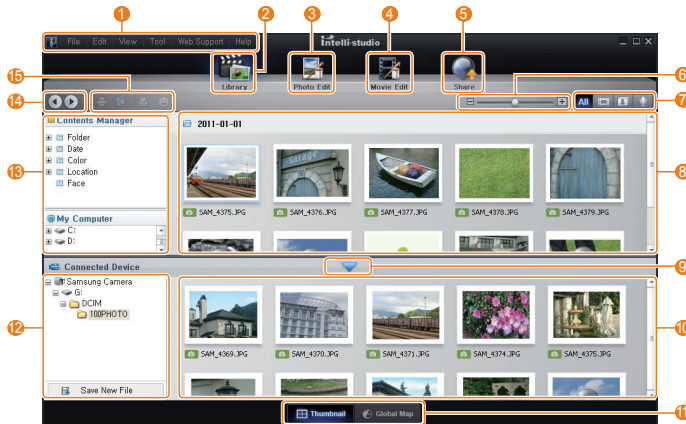 1 2 3 4 5
File Edit View Tool Web Support Help
intelli-studio
Library Photo Edit Movie Edit Share
15 6
14 All 7
Contents Manager
2011-01-01
Folder
Date
Color
Location
Face
13 8
Garage
SAM_4375.JPG SAM_4376.JPG SAM_4377.JPG SAM_4378.JPG SAM_4379.JPG
My Computer
C:
D:
Connected Device
9
Samsung Camera
G:
DCIM
100PHOTO
12 10
SAM_4369.JPG SAM_4370.JPG SAM_4371.JPG SAM_4374.JPG SAM_4375.JPG
Save New File
Thumbnail Global Map
11